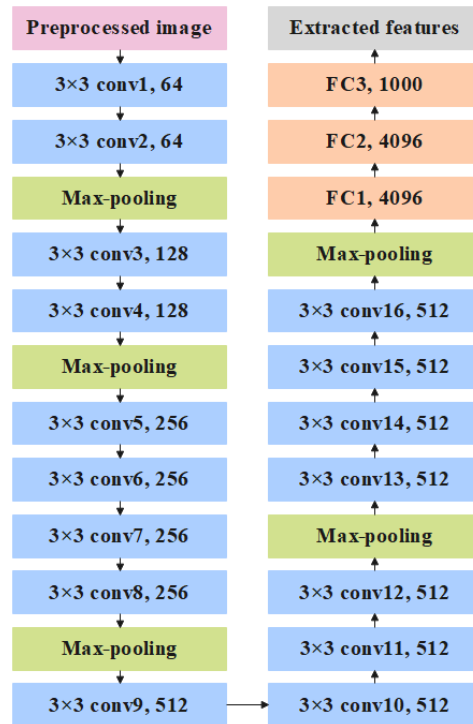 Preprocessed image
3×3 conv1, 64
3×3 conv2, 64
Max-pooling
3×3 conv3, 128
3×3 conv4, 128
Max-pooling
3×3 conv5, 256
3×3 conv6, 256
3×3 conv7, 256
3×3 conv8, 256
Max-pooling
3×3 conv9, 512
3×3 conv10, 512
3×3 conv11, 512
3×3 conv12, 512
Max-pooling
3×3 conv13, 512
3×3 conv14, 512
3×3 conv15, 512
3×3 conv16, 512
Max-pooling
FC1, 4096
FC2, 4096
FC3, 1000
Extracted features